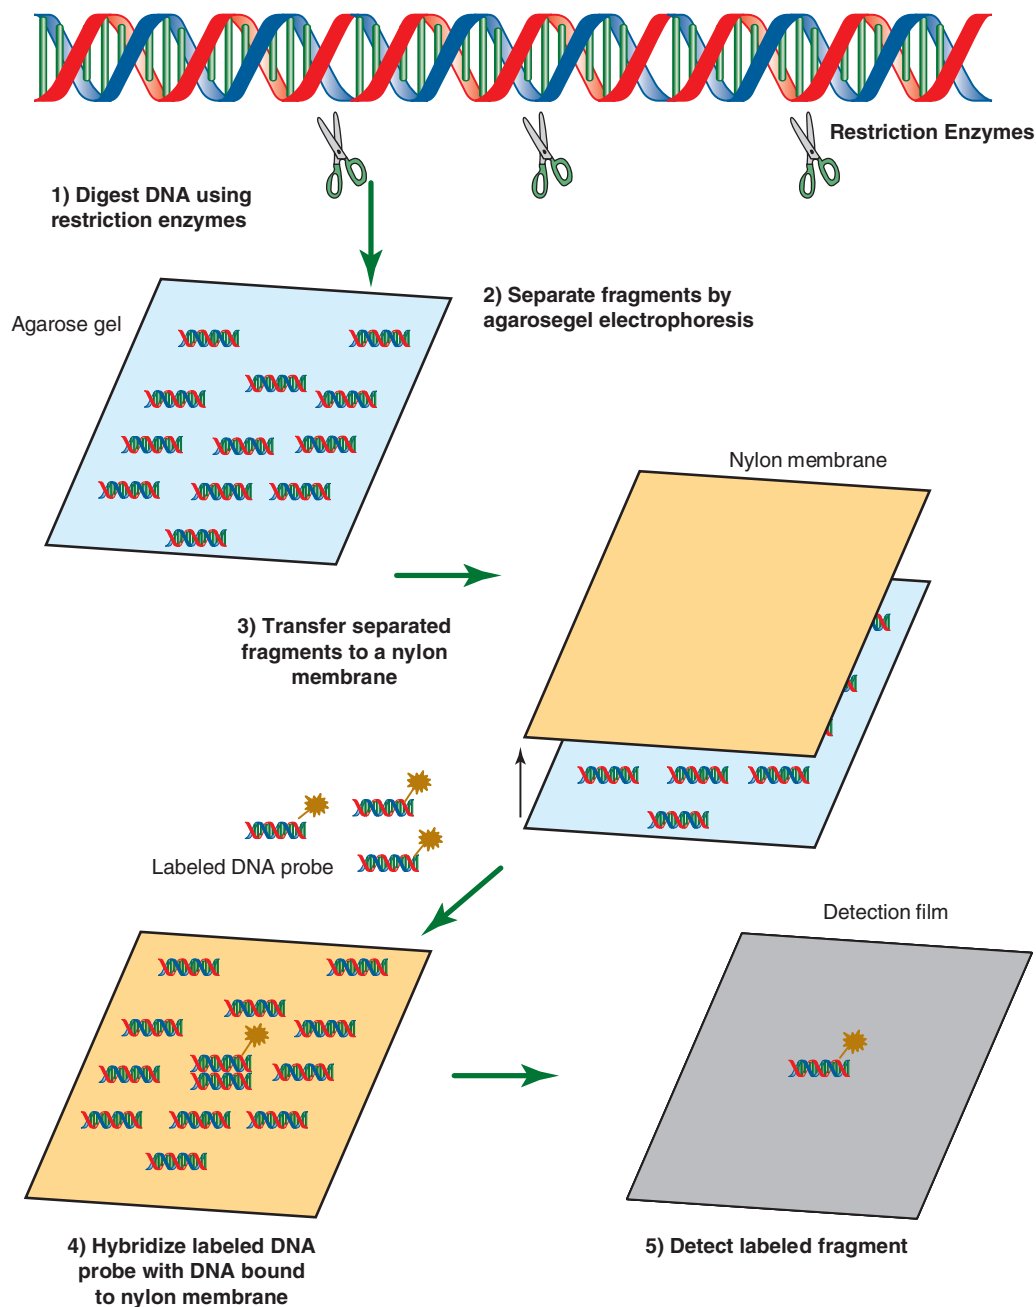 Restriction Enzymes
1) Digest DNA using
restriction enzymes
2) Separate fragments by
agarosegel electrophoresis
Agarose gel
Nylon membrane
3) Transfer separated
fragments to a nylon
membrane
Labeled DNA probe
Detection film
4) Hybridize labeled DNA
probe with DNA bound
to nylon membrane
5) Detect labeled fragment